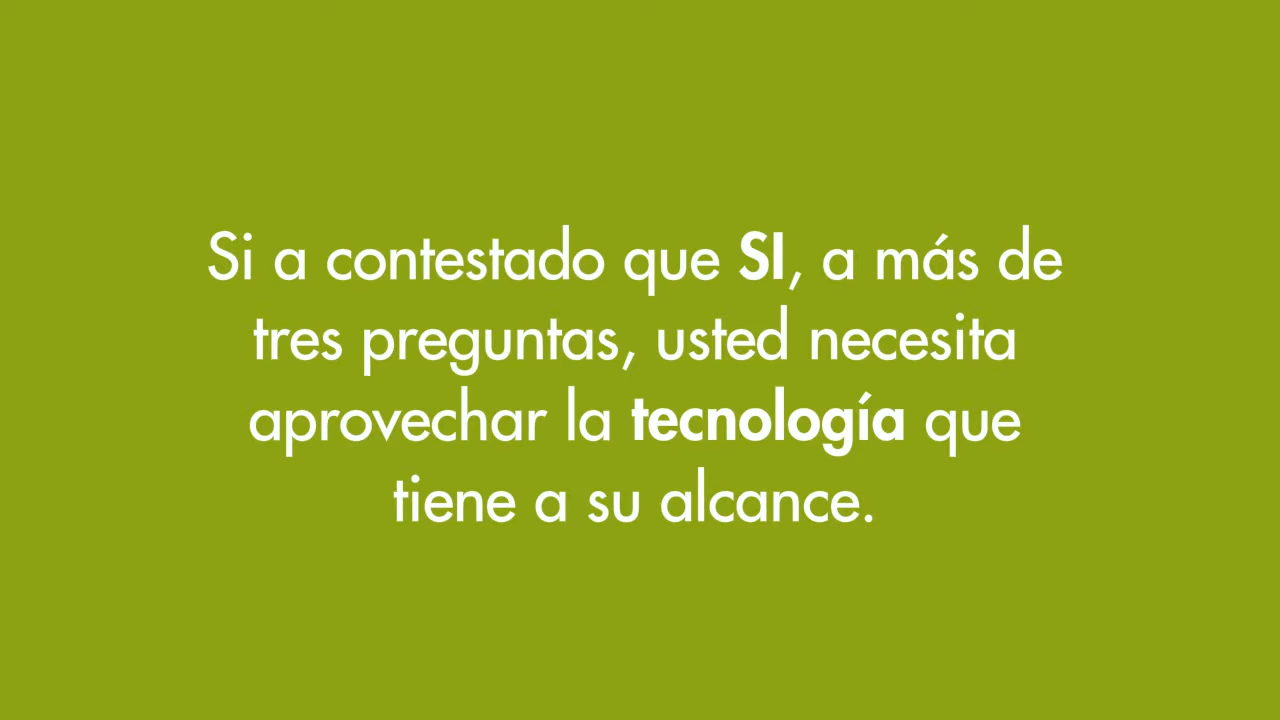 Si a contestado que SI, a más de
tres preguntas, usted necesita
aprovechar la tecnología que
tiene a su alcance.